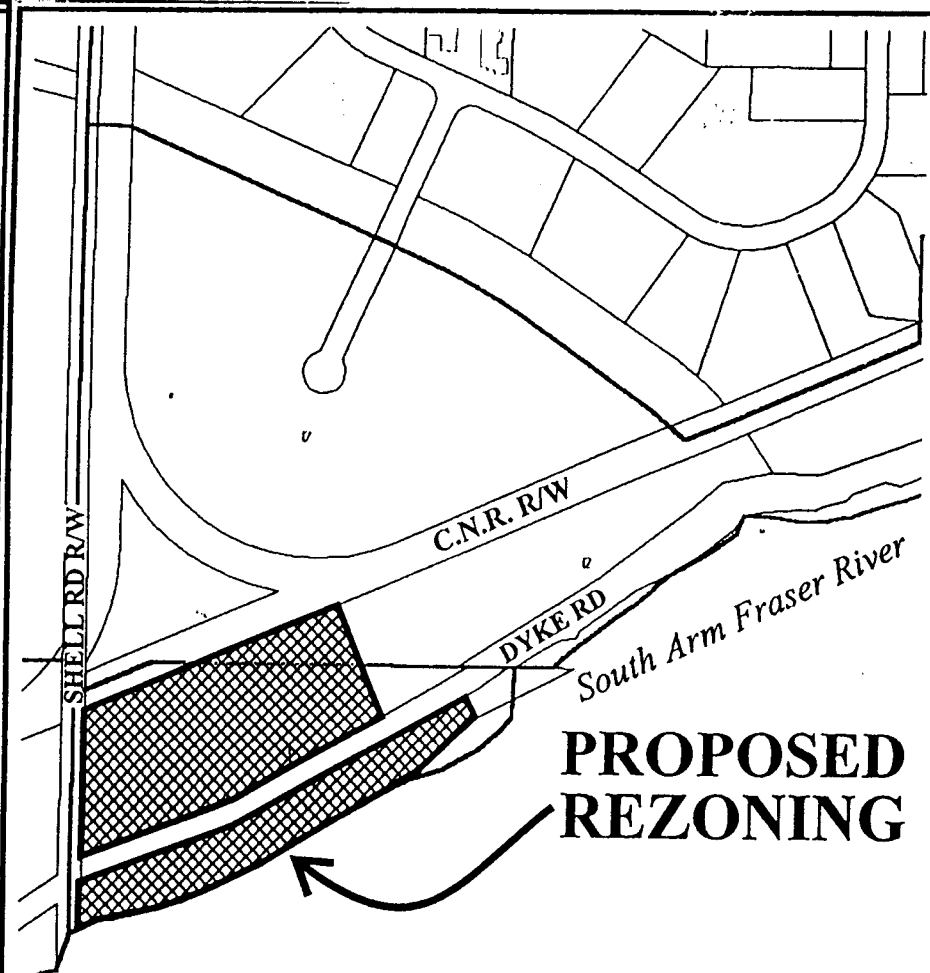 SHELL RD R/W
C.N.R. R/W
DYKE RD
South Arm Fraser River
PROPOSED
REZONING